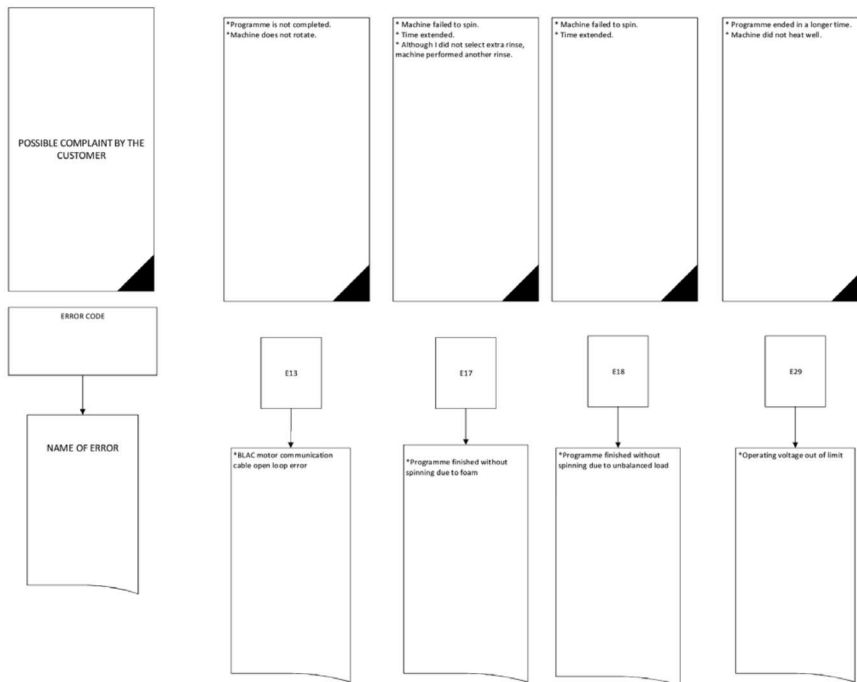 POSSIBLE COMPLAINT BY THE
CUSTOMER
*Programme is not completed.
*Machine does not rotate.
* Machine failed to spin.
* Time extended.
* Although I did not select extra rinse,
machine performed another rinse.
* Machine failed to spin.
* Time extended.
* Programme ended in a longer time.
* Machine did not heat well.
ERROR CODE
E13
E17
E18
E29
NAME OF ERROR
*BLAC motor communication
cable open loop error
*Programme finished without
spinning due to foam
*Programme finished without
spinning due to unbalanced load
*Operating voltage out of limit